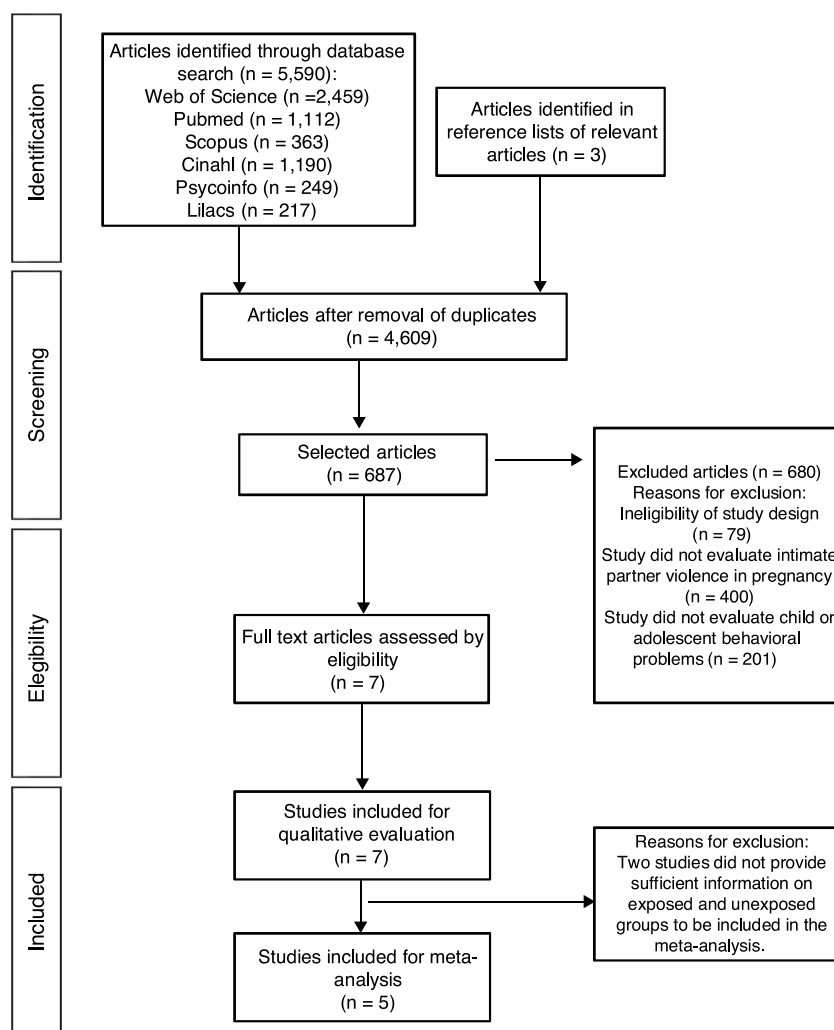 Identification
Articles identified through database
search (n = 5,590):
Web of Science (n =2,459)
Pubmed (n = 1,112)
Scopus (n = 363)
Cinahl (n = 1,190)
Psycoinfo (n = 249)
Lilacs (n = 217)
Articles identified in
reference lists of relevant
articles (n = 3)
Screening
Articles after removal of duplicates
(n = 4,609)
Selected articles
(n = 687)
Excluded articles (n = 680)
Reasons for exclusion:
Ineligibility of study design
(n = 79)
Study did not evaluate intimate
partner violence in pregnancy
(n = 400)
Study did not evaluate child or
adolescent behavioral
problems (n = 201)
Elegibility
Full text articles assessed by
eligibility
(n = 7)
Included
Studies included for
qualitative evaluation
(n = 7)
Reasons for exclusion:
Two studies did not provide
sufficient information on
exposed and unexposed
groups to be included in the
meta-analysis.
Studies included for meta-
analysis
(n = 5)